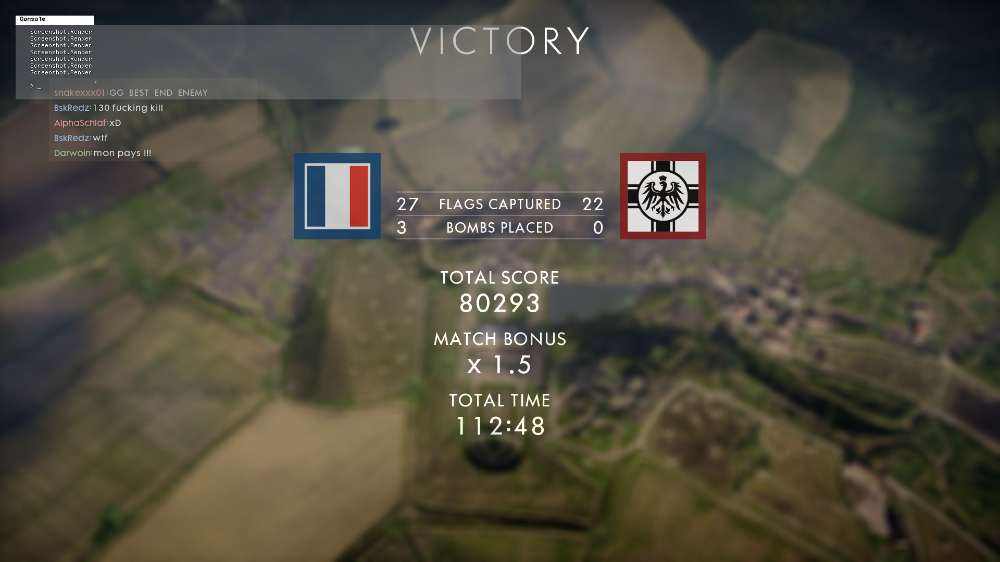 Console
Screenshot.Render
Screenshot.Render
Screenshot.Render
Screenshot.Render
Screenshot.Render
Screenshot.Render
Screenshot.Render
> _
snakexxx01:GG BEST END ENEMY
BskRedz:130 fucking kill
AlphaSchlaf:xD
BskRedz:wtf
Darwoin:mon pays !!!
VICTORY
27 FLAGS CAPTURED 22
3 BOMBS PLACED 0
TOTAL SCORE
80293
MATCH BONUS
x 1.5
TOTAL TIME
112:48